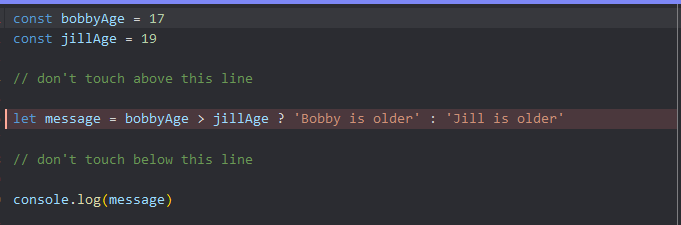 const bobbyAge = 17
const jillAge = 19
// don't touch above this line
let message = bobbyAge > jillAge ? 'Bobby is older' : 'Jill is older'
// don't touch below this line
console.log(message)